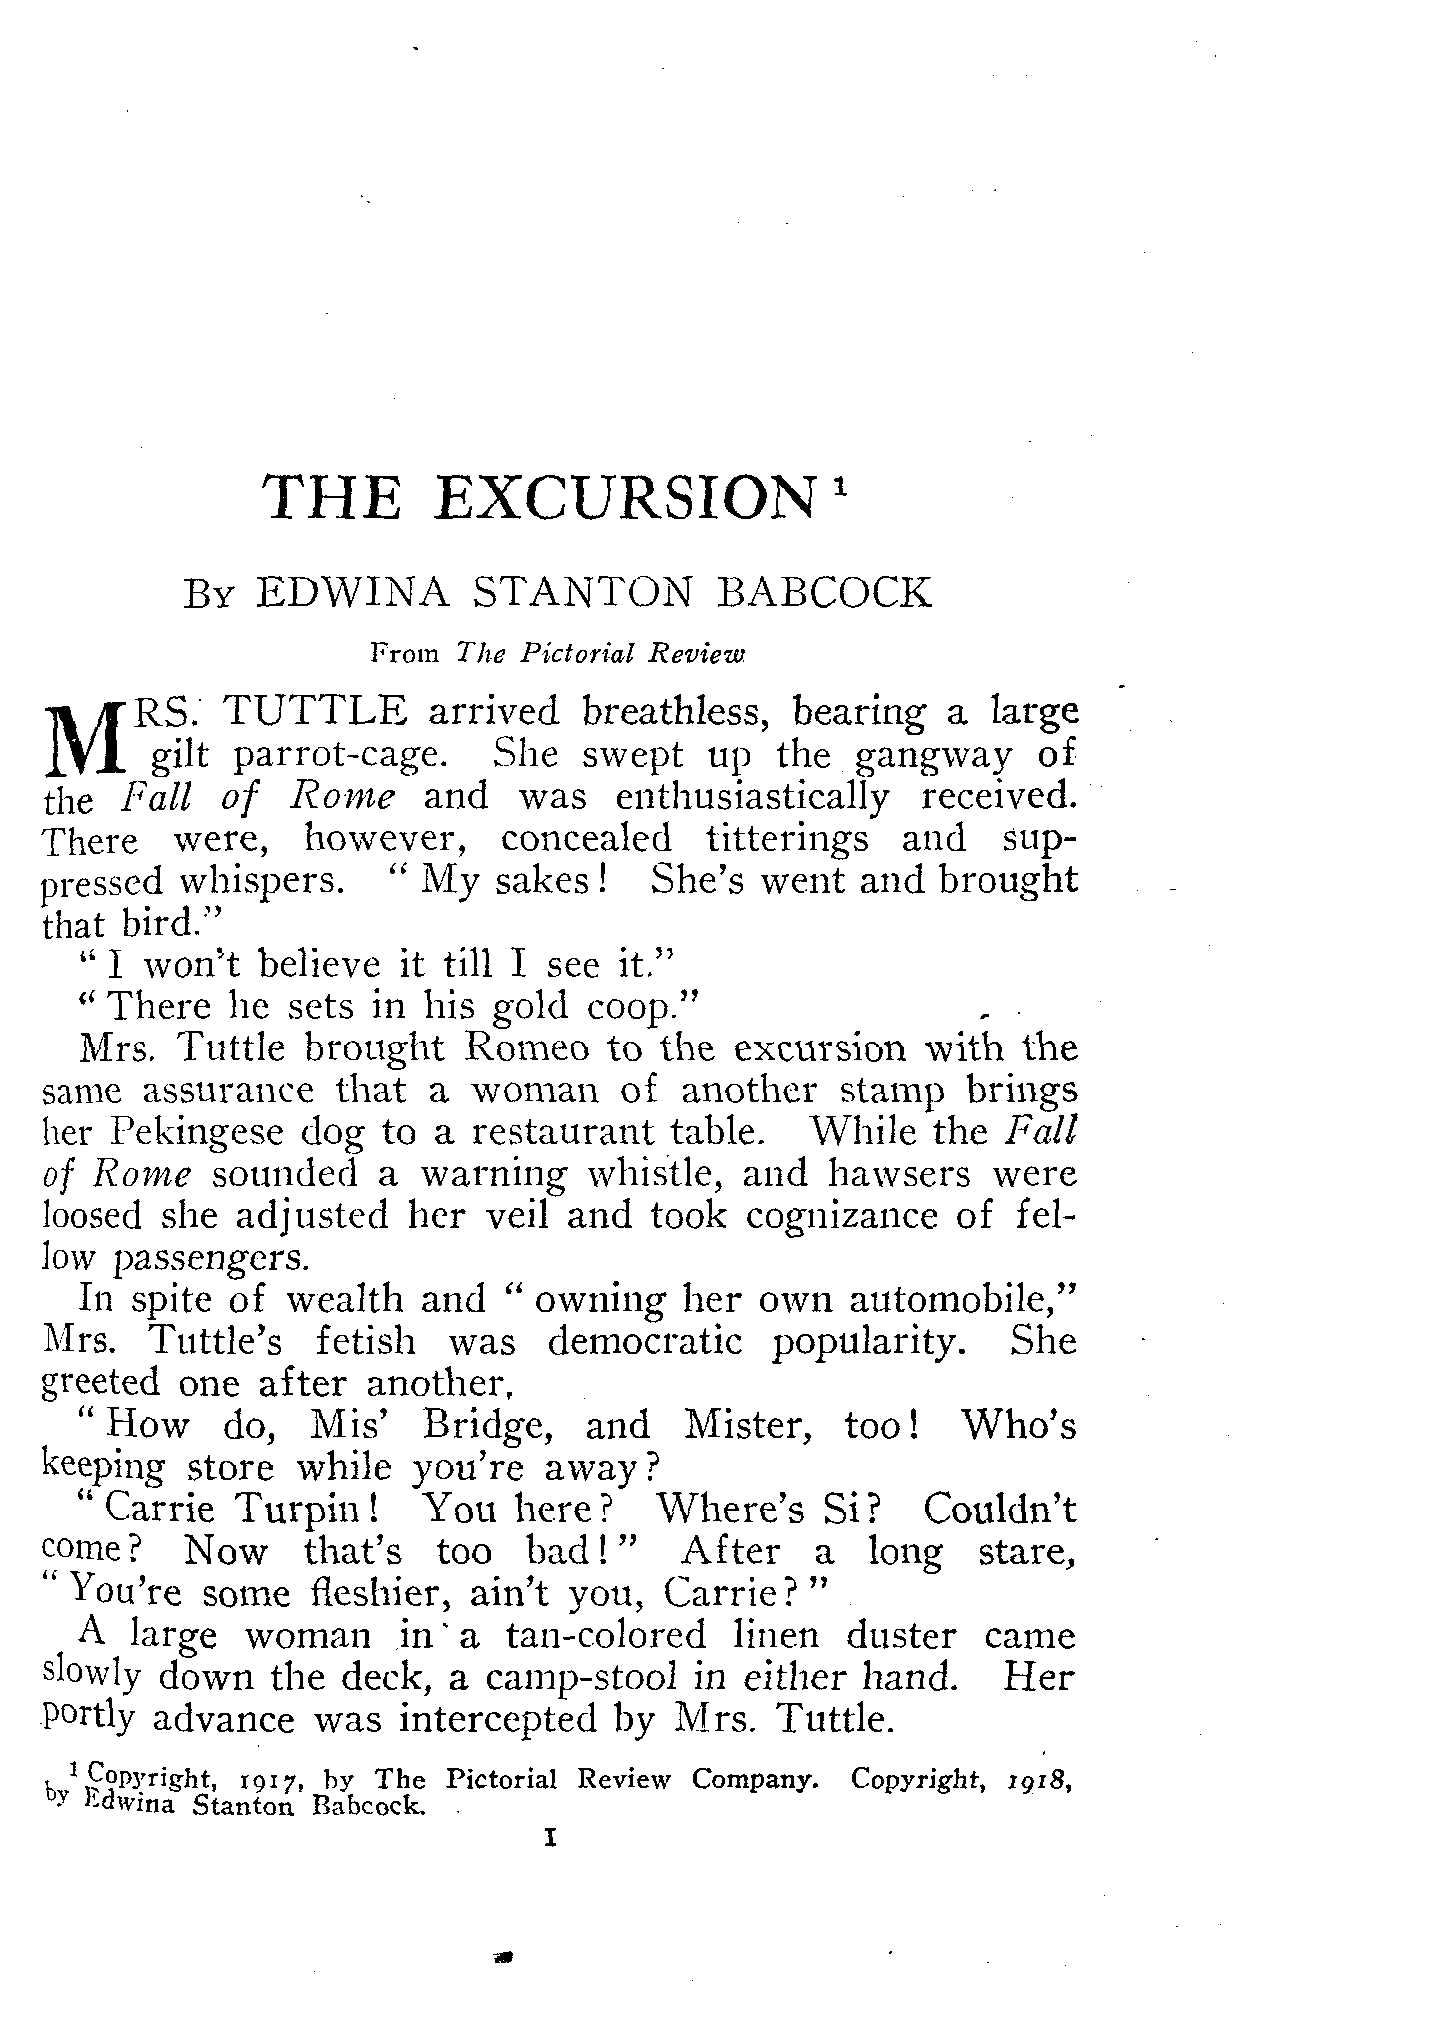 THE EXCURSION ¹
By EDWINA STANTON BABCOCK
From The Pictorial Review
MRS. TUTTLE arrived breathless, bearing a large
gilt parrot-cage. She swept up the gangway of
the Fall of Rome and was enthusiastically received.
There were, however, concealed titterings and sup-
pressed whispers. “ My sakes! She's went and brought
that bird.”
“ I won't believe it till I see it.”
“ There he sets in his gold coop.”
Mrs. Tuttle brought Romeo to the excursion with the
same assurance that a woman of another stamp brings
her Pekingese dog to a restaurant table. While the Fall
of Rome sounded a warning whistle, and hawsers were
loosed she adjusted her veil and took cognizance of fel-
low passengers.
In spite of wealth and “ owning her own automobile,”
Mrs. Tuttle's fetish was democratic popularity. She
greeted one after another,
“ How do, Mis' Bridge, and Mister, too! Who's
keeping store while you're away?
“ Carrie Turpin! You here? Where's Si? Couldn't
come? Now that's too bad!” After a long stare,
“ You're some fleshier, ain't you, Carrie?”
A large woman in a tan-colored linen duster came
slowly down the deck, a camp-stool in either hand. Her
portly advance was intercepted by Mrs. Tuttle.
¹ Copyright, 1917, by The Pictorial Review Company. Copyright, 1918,
by Edwina Stanton Babcock.
1